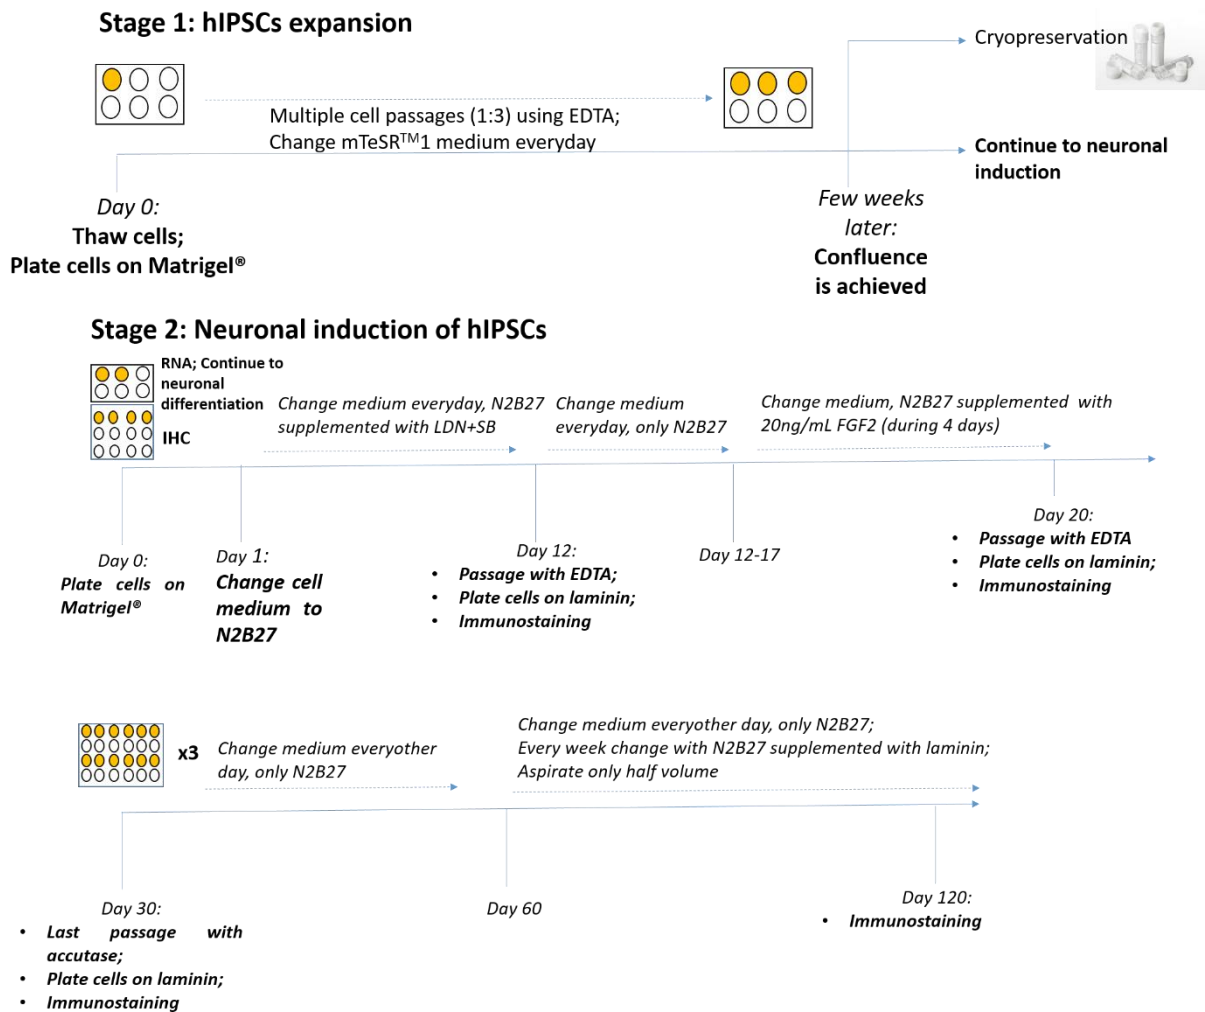 Stage 1: hIPSCs expansion
Cryopreservation
Multiple cell passages (1:3) using EDTA;
Change mTeSR™1 medium everyday
Continue to neuronal
induction
Day 0:
Thaw cells;
Plate cells on Matrigel®
Few weeks
later:
Confluence
is achieved
Stage 2: Neuronal induction of hIPSCs
RNA; Continue to
neuronal
differentiation
IHC
Change medium everyday, N2B27
supplemented with LDN+SB
Change medium
everyday, only N2B27
Change medium, N2B27 supplemented with
20ng/mL FGF2 (during 4 days)
Day 0:
Plate cells on
Matrigel®
Day 1:
Change cell
medium to
N2B27
Day 12:
• Passage with EDTA;
• Plate cells on laminin;
• Immunostaining
Day 12-17
Day 20:
• Passage with EDTA
• Plate cells on laminin;
• Immunostaining
x3
Change medium everyother
day, only N2B27
Change medium everyother day, only N2B27;
Every week change with N2B27 supplemented with laminin;
Aspirate only half volume
Day 30:
• Last passage with
accutase;
• Plate cells on laminin;
• Immunostaining
Day 60
Day 120:
• Immunostaining